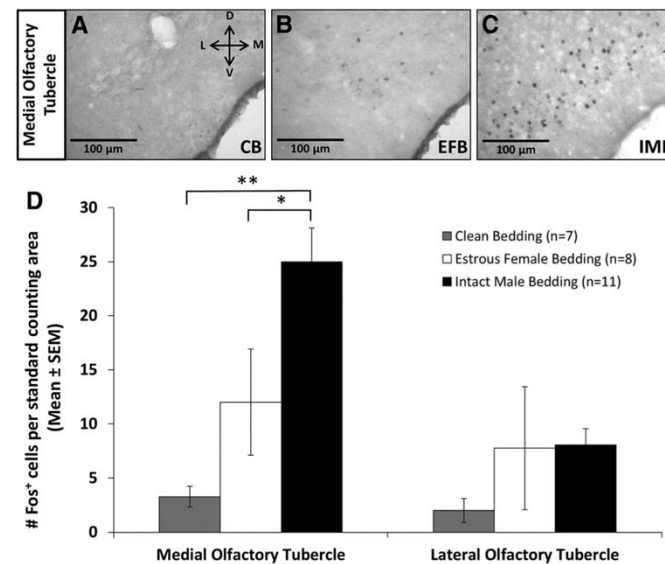 Medial Olfactory
Tubercle
A
D
L
M
V
100 µm
CB
B
100 µm
EFB
C
100 µm
IMB
D
**
*
# Fos⁺ cells per standard counting area
(Mean ± SEM)
30
25
20
15
10
5
0
Clean Bedding (n=7)
Estrous Female Bedding (n=8)
Intact Male Bedding (n=11)
Medial Olfactory Tubercle
Lateral Olfactory Tubercle